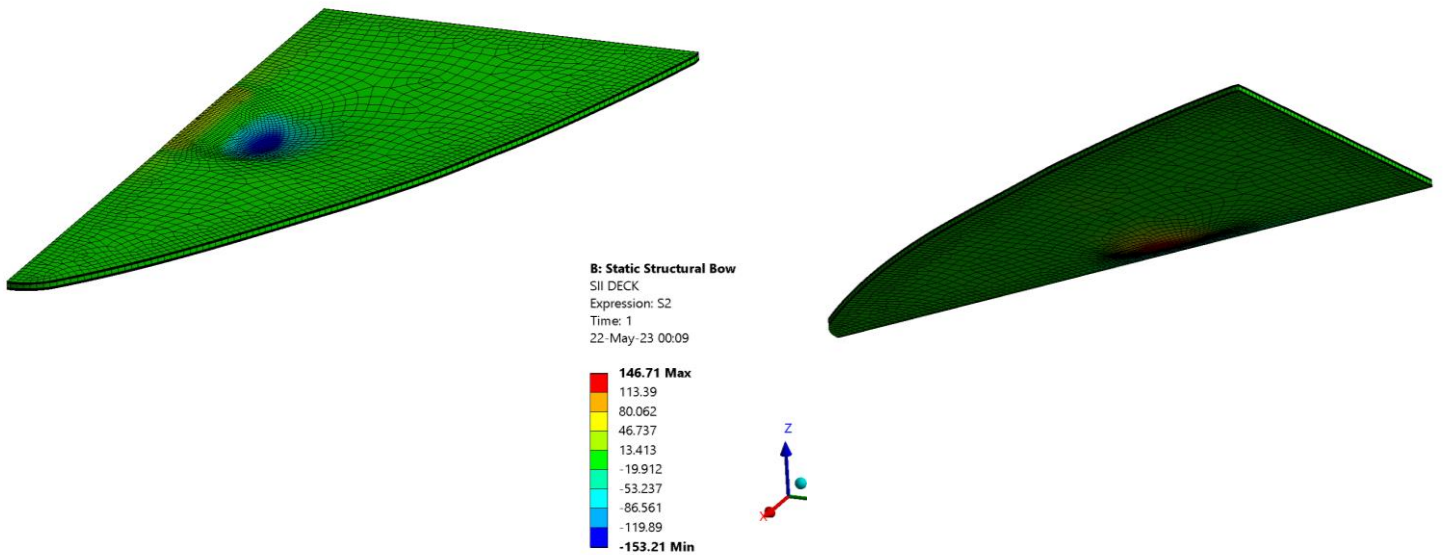 B: Static Structural Bow
SII DECK
Expression: S2
Time: 1
22-May-23 00:09
146.71 Max
113.39
80.062
46.737
13.413
-19.912
-53.237
-86.561
-119.89
-153.21 Min
Z
X